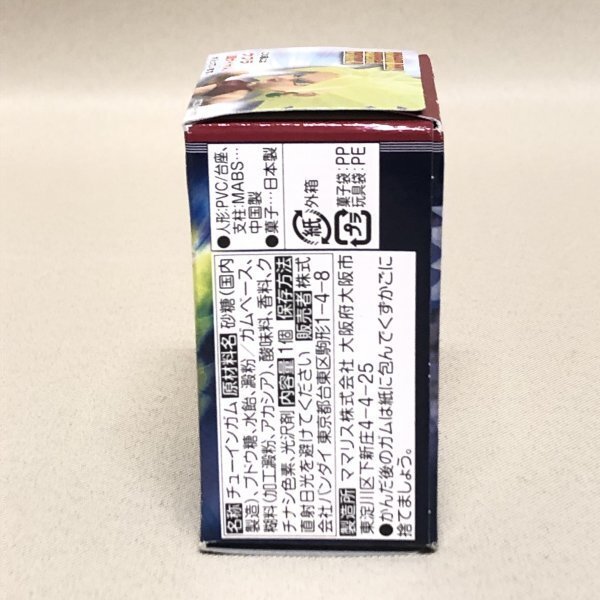 ●人形:PVC/台座、
支柱:MABS…
中国製
●菓子…日本製
紙
外箱
プラ
菓子袋:PP
玩具袋:PE
名称 チューインガム 原材料名 砂糖(国内
製造)、ブドウ糖、水飴、澱粉/ガムベース、
糊料(加工澱粉、アカシア)、酸味料、香料、ク
チナシ色素、光沢剤 内容量 1個 保存方法
直射日光を避けてください 販売者 株式
会社バンダイ 東京都台東区駒形1-4-8
製造所 ママリス株式会社 大阪府大阪市
東淀川区下新庄4-4-25
●かんだ後のガムは紙に包んでくずかごに
捨てましょう。